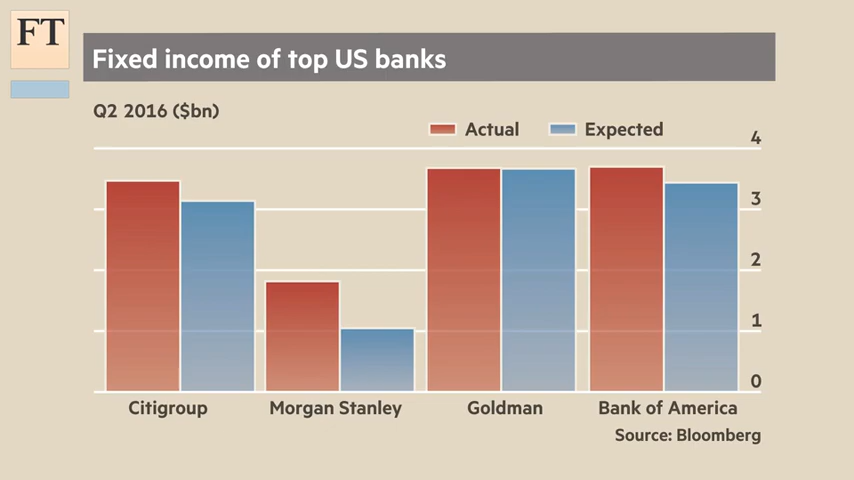 FT
Fixed income of top US banks
Q2 2016 ($bn)
Actual Expected
4
3
2
1
0
Citigroup Morgan Stanley Goldman Bank of America
Source: Bloomberg